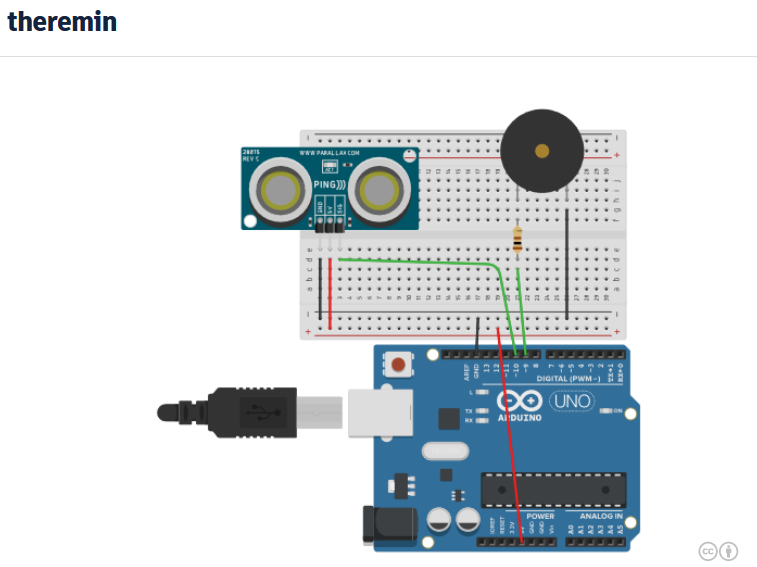 theremin
28015
REV C
WWW.PARALLAX.COM
PING)))
GND
5V
SIG
AREF
GND
13
12
~11
~10
~9
8
7
~6
~5
4
~3
2
TX→1
RX←0
DIGITAL (PWM~)
L
TX
RX
ARDUINO
UNO
ON
IOREF
RESET
3.3V
GND
GND
Vin
POWER
ANALOG IN
A0
A1
A2
A3
A4
A5
cc